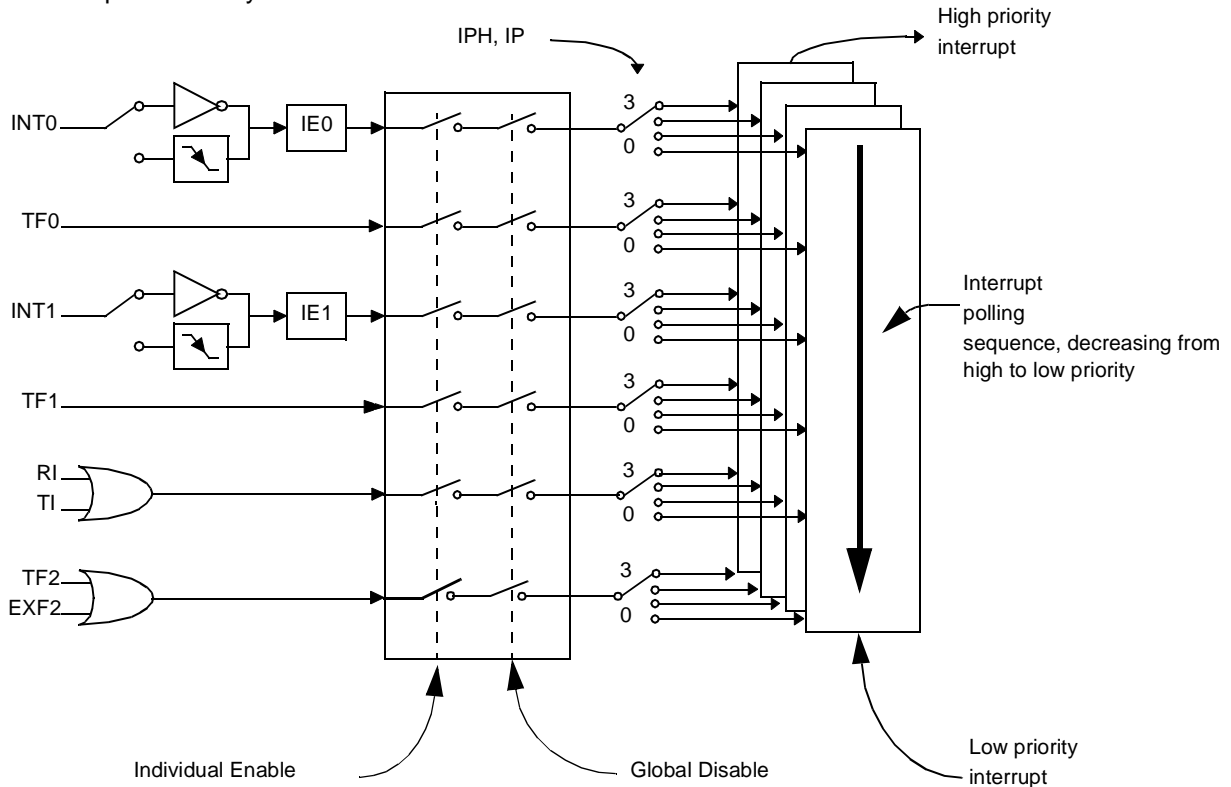 High priority
interrupt
IPH, IP
3
INT0
IE0
0
3
TF0
0
3
INT1
IE1
0
Interrupt
polling
sequence, decreasing from
high to low priority
3
TF1
0
RI
3
TI
0
TF2
3
EXF2
0
Individual Enable
Global Disable
Low priority
interrupt